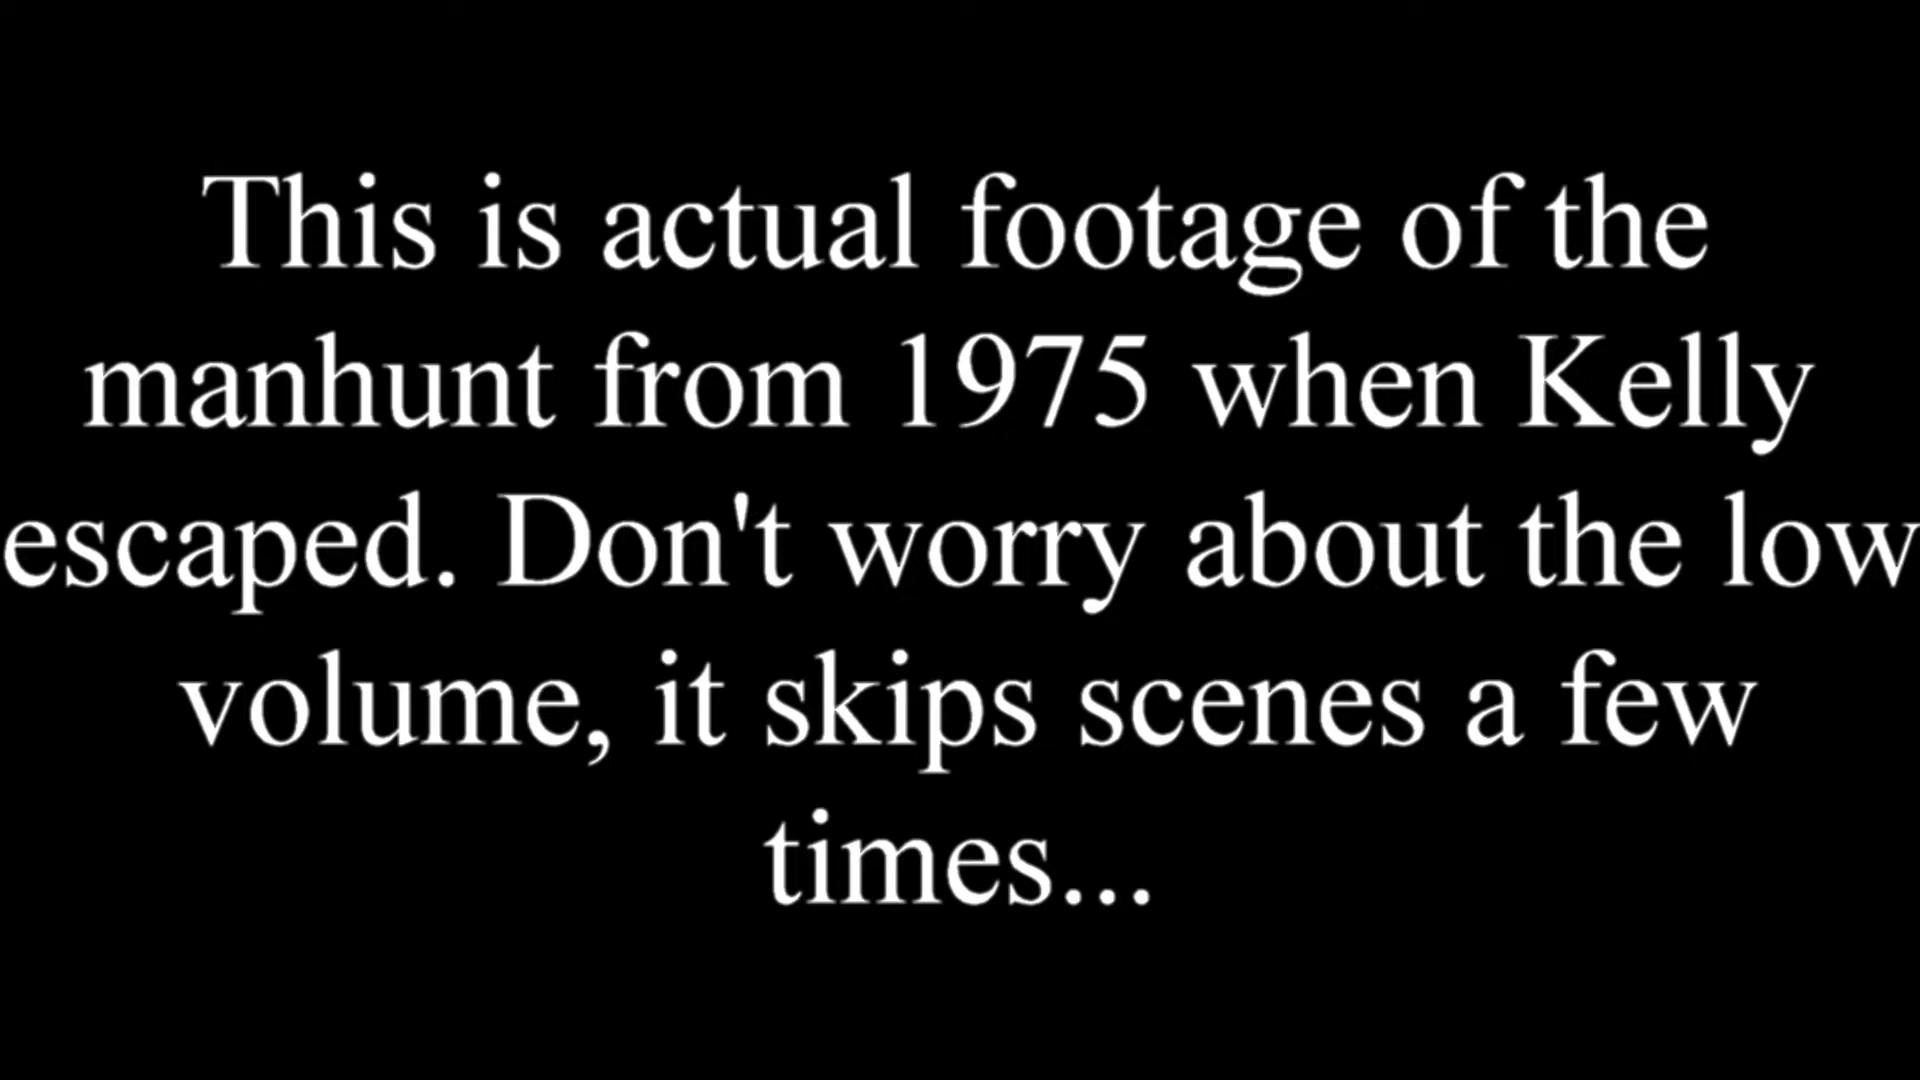 This is actual footage of the
manhunt from 1975 when Kelly
escaped. Don't worry about the low
volume, it skips scenes a few
times...